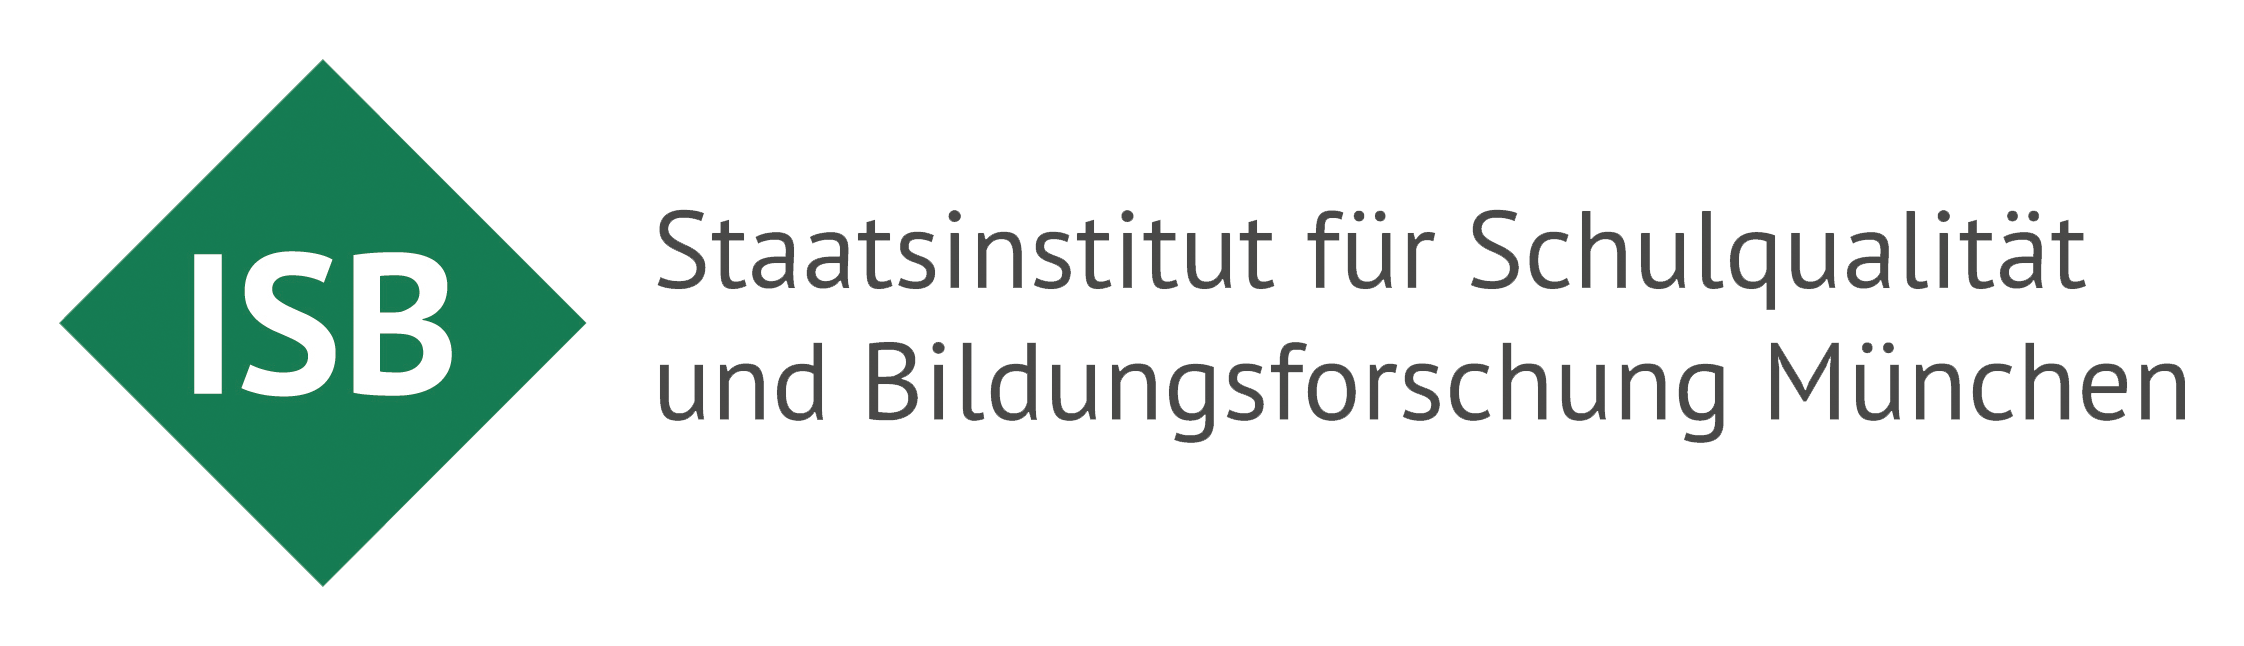 ISB
Staatsinstitut für Schulqualität
und Bildungsforschung München